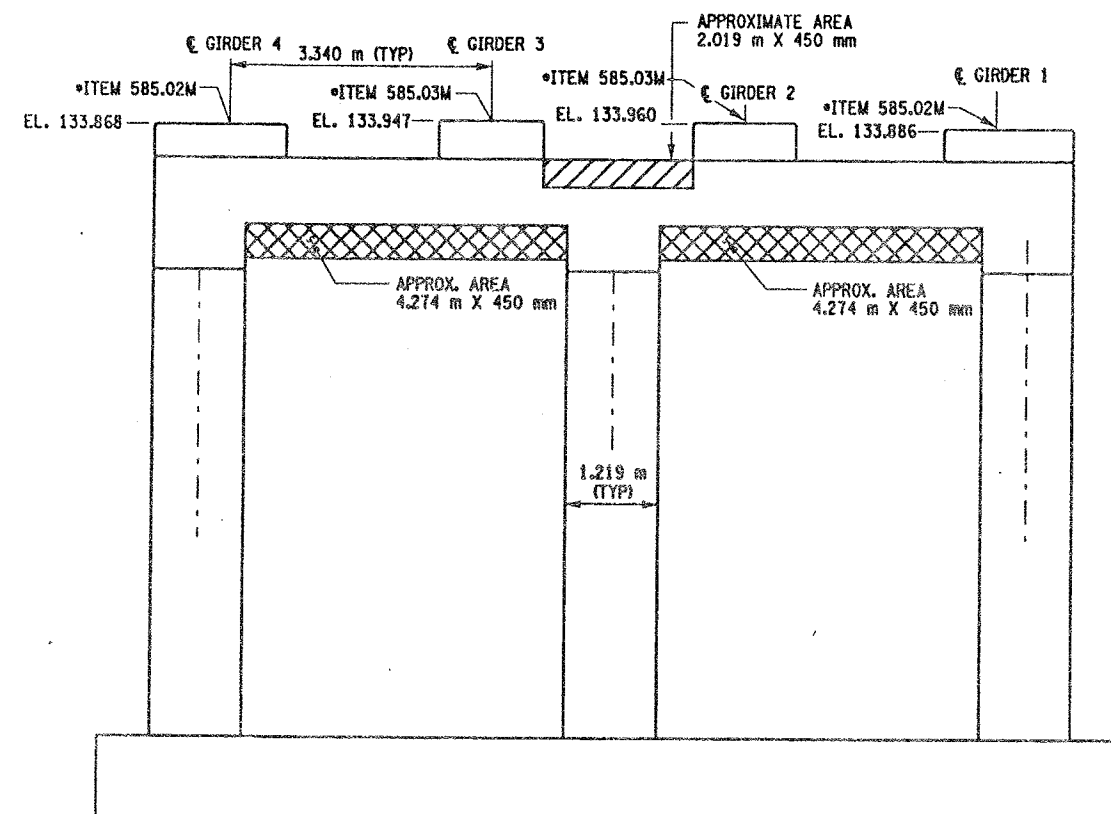 APPROXIMATE AREA
2.019 m X 450 mm
℄ GIRDER 4
3.340 m (TYP)
℄ GIRDER 3
•ITEM 585.03M
℄ GIRDER 2
℄ GIRDER 1
•ITEM 585.02M
•ITEM 585.03M
•ITEM 585.02M
EL. 133.868
EL. 133.947
EL. 133.960
EL. 133.886
APPROX. AREA
4.274 m X 450 mm
APPROX. AREA
4.274 m X 450 mm
1.219 m
(TYP)